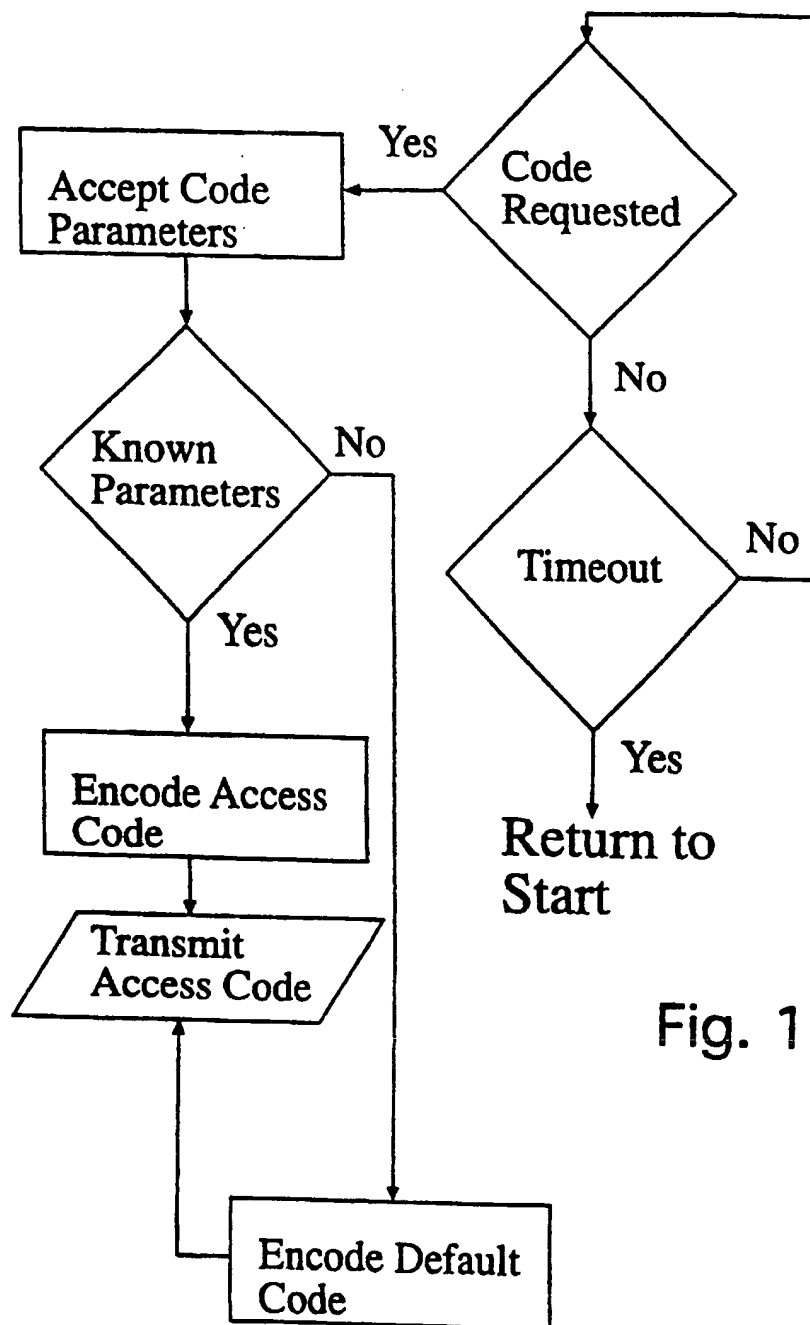 Yes
Code
Requested
Accept Code
Parameters
No
Known
Parameters
No
Timeout
No
Yes
Yes
Encode Access
Code
Return to
Start
Transmit
Access Code
Fig. 1
Encode Default
Code